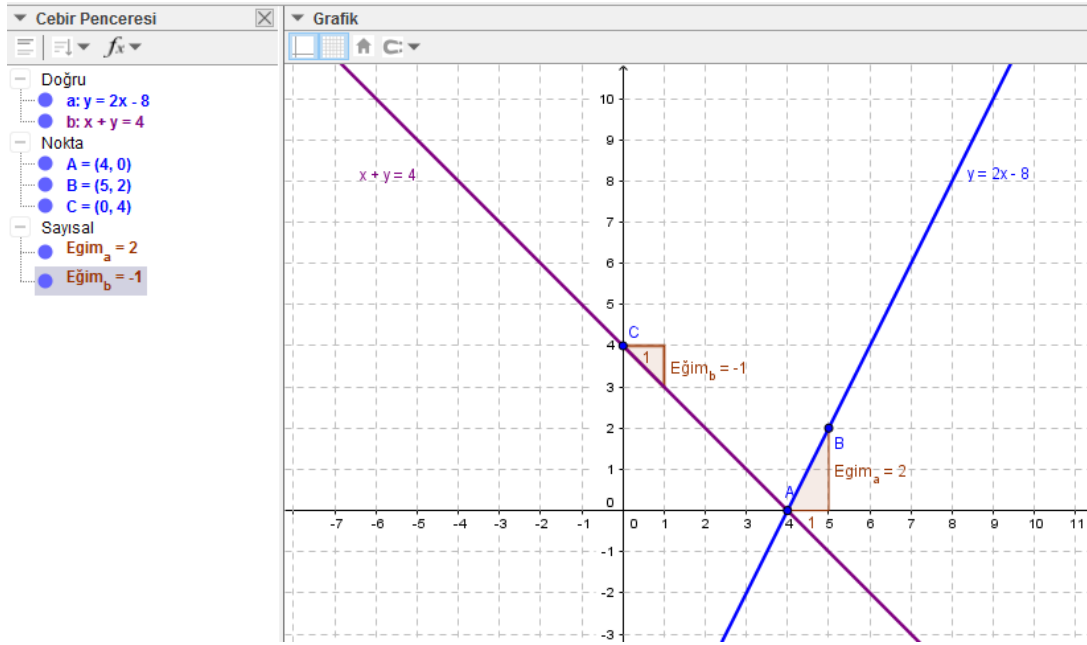 Cebir Penceresi
fx
Doğru
a: y = 2x - 8
b: x + y = 4
Nokta
A = (4, 0)
B = (5, 2)
C = (0, 4)
Sayısal
Egim_a = 2
Eğim_b = -1
Grafik
10
9
x + y = 4
8
y = 2x - 8
7
6
5
C
4
1
Eğim_b = -1
3
2
B
1
Egim_a = 2
A
0
-7 -6 -5 -4 -3 -2 -1 0 1 2 3 4 1 5 6 7 8 9 10 11
-1
-2
-3